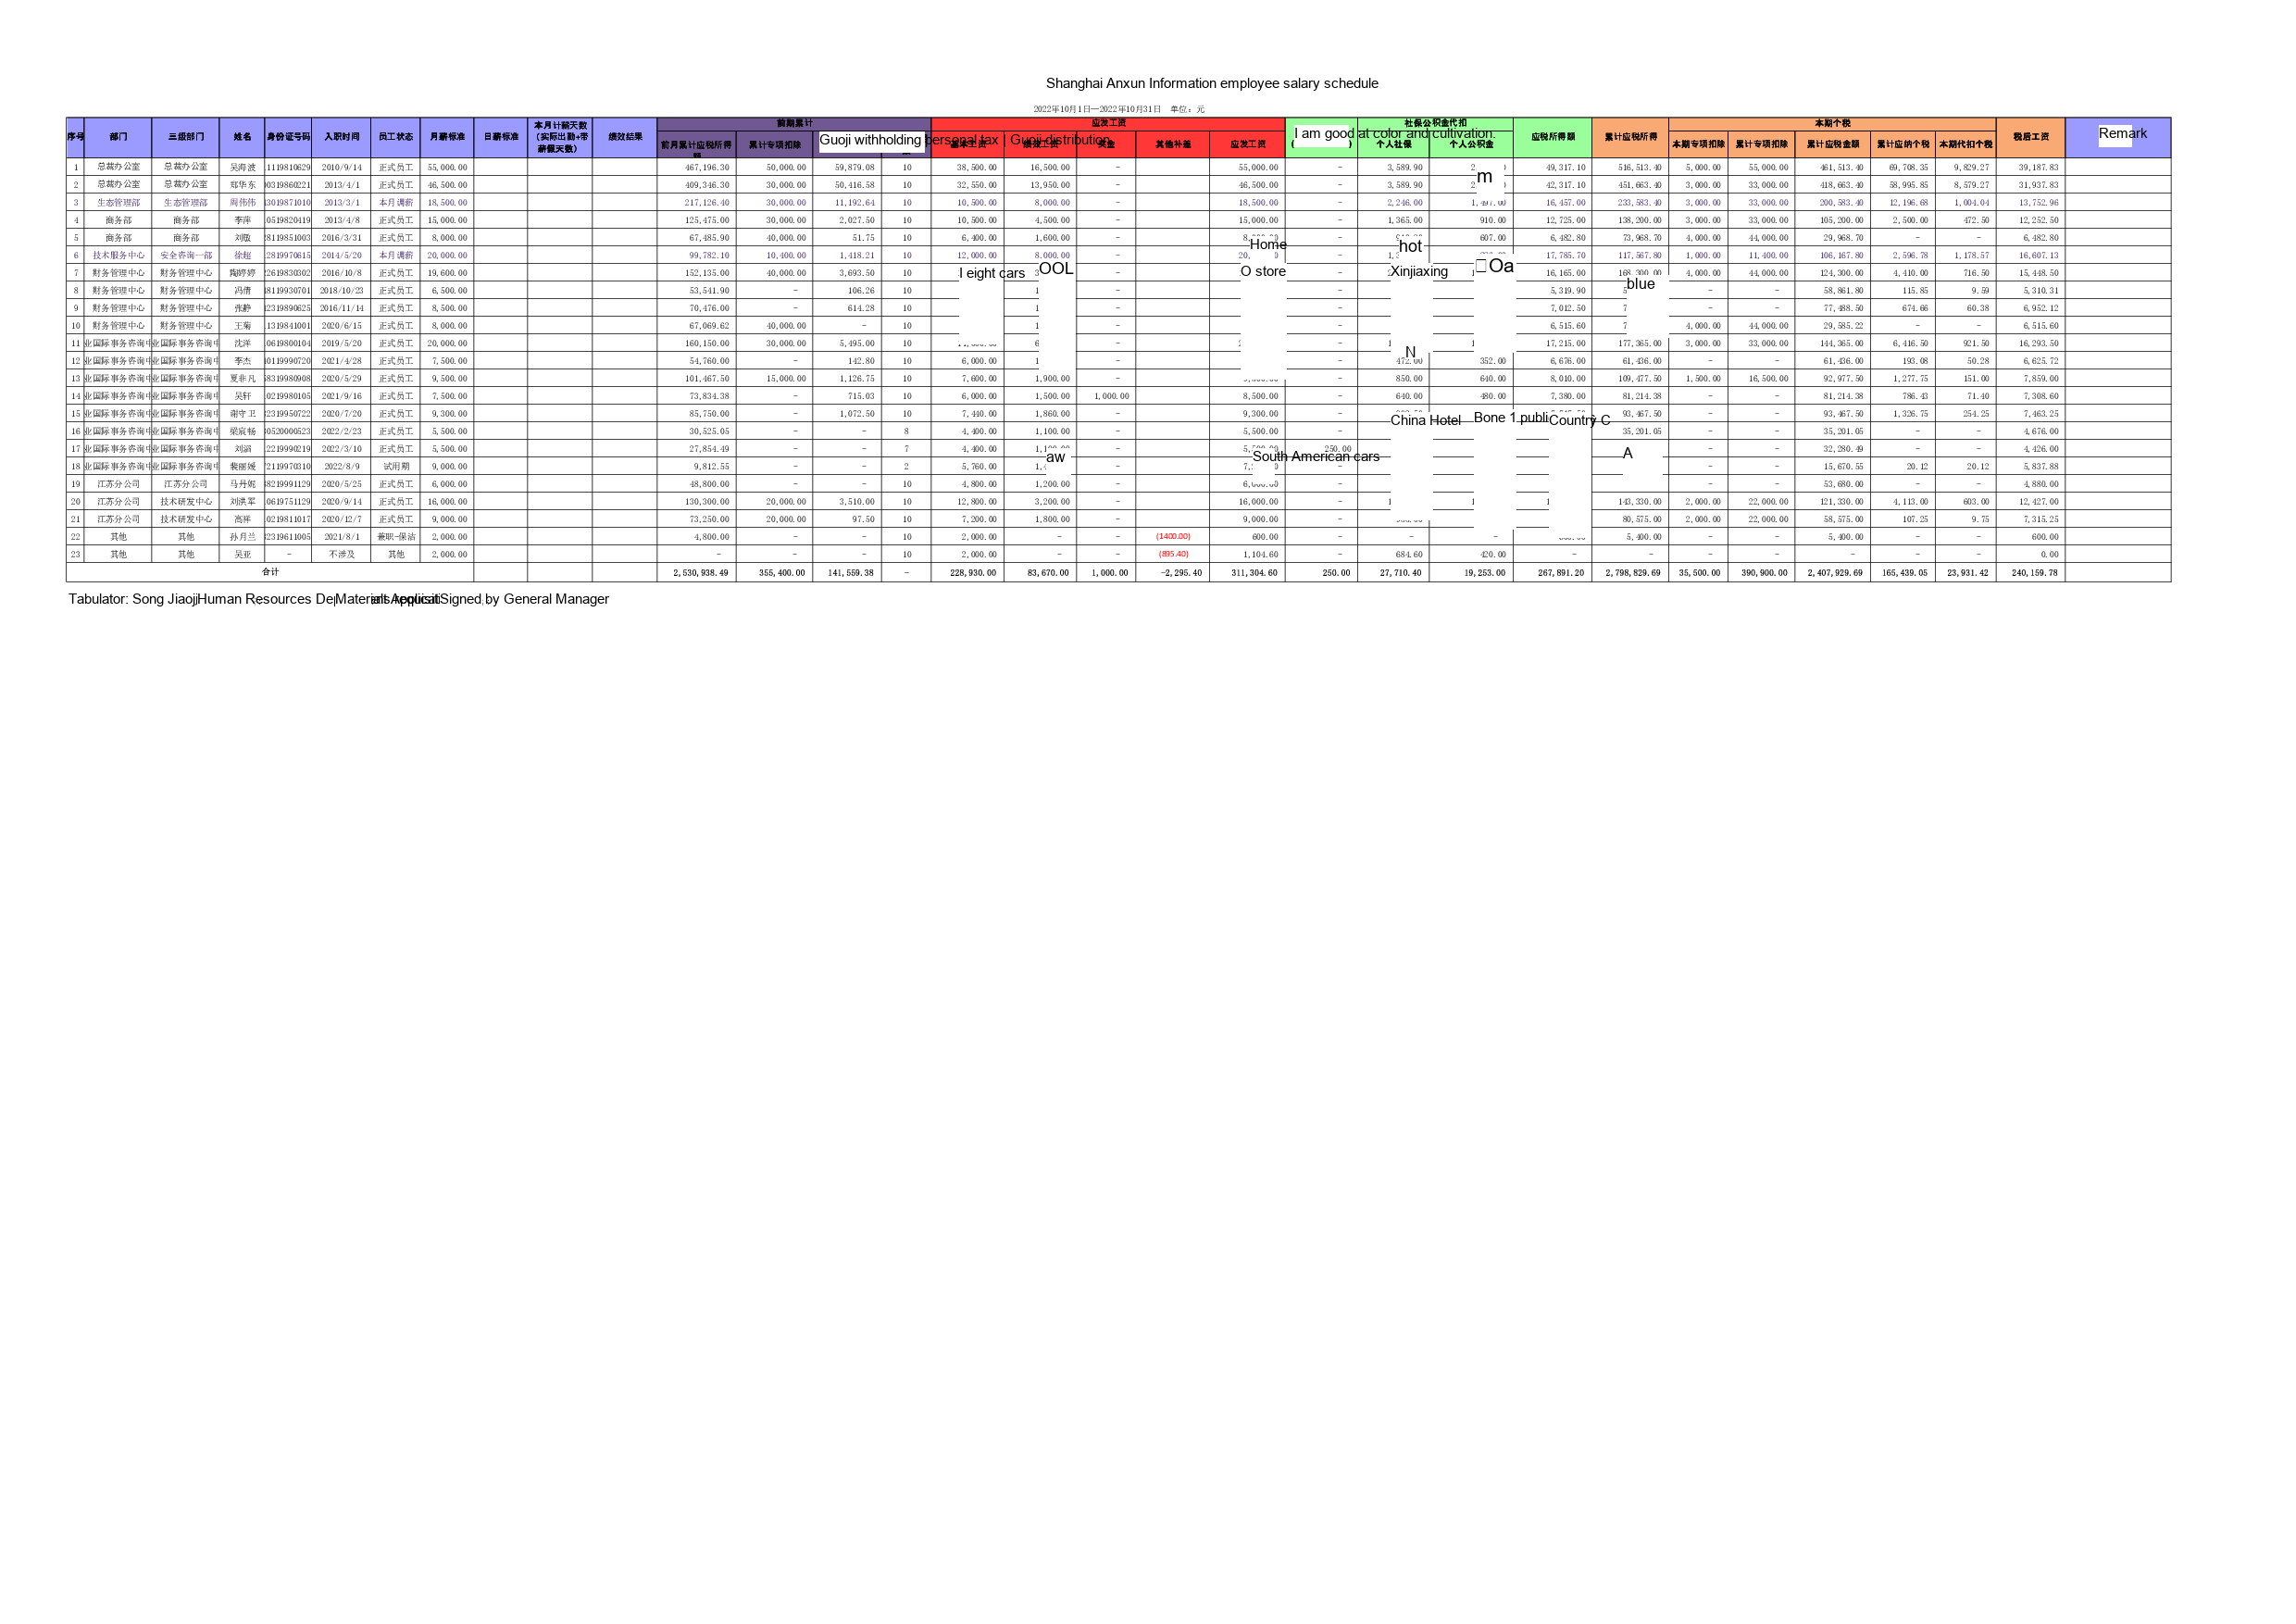 Shanghai Anxun Information employee salary schedule
2022年10月1日—2022年10月31日 单位：元
序号 部门 三级部门 姓名 身份证号码 入职时间 员工状态 月薪标准 日薪标准 本月计薪天数（实际出勤+带薪假天数） 绩效结果 前期累计 应发工资 社保公积金代扣 应税所得额 累计应税所得 本期个税 税后工资 Remark
前月累计应税所得 累计专项扣除 Guoji withholding personal tax Guoji distribution 奖金 其他补差 应发工资 I am good at color and cultivation. 个人社保 个人公积金 本期专项扣除 累计专项扣除 累计应税金额 累计应纳个税 本期代扣个税
1 总裁办公室 总裁办公室 吴海波 2010/9/14 正式员工 55,000.00 467,196.30 50,000.00 59,879.08 10 38,500.00 16,500.00 - 55,000.00 - 3,589.90 49,317.10 516,513.40 5,000.00 55,000.00 461,513.40 69,708.35 9,829.27 39,187.83
2 总裁办公室 总裁办公室 郑华东 2013/4/1 正式员工 46,500.00 409,346.30 30,000.00 50,416.58 10 32,550.00 13,950.00 - 46,500.00 - 3,589.90 m 42,317.10 451,663.40 3,000.00 33,000.00 418,663.40 58,995.85 8,579.27 31,937.83
3 生态管理部 生态管理部 周伟伟 2013/3/1 本月调薪 18,500.00 217,126.40 30,000.00 11,192.64 10 10,500.00 8,000.00 - 18,500.00 - 2,246.00 16,457.00 233,583.40 3,000.00 33,000.00 200,583.40 12,196.68 1,004.04 13,752.96
4 商务部 商务部 李萍 2013/4/8 正式员工 15,000.00 125,475.00 30,000.00 2,027.50 10 10,500.00 4,500.00 - 15,000.00 - 1,365.00 910.00 12,725.00 138,200.00 3,000.00 33,000.00 105,200.00 2,500.00 472.50 12,252.50
5 商务部 商务部 刘敬 2016/3/31 正式员工 8,000.00 67,485.90 40,000.00 51.75 10 6,400.00 1,600.00 - Home - hot 607.00 6,482.80 73,968.70 4,000.00 44,000.00 29,968.70 - - 6,482.80
6 技术服务中心 安全咨询一部 徐超 2014/5/20 本月调薪 20,000.00 99,782.10 10,400.00 1,418.21 10 12,000.00 8,000.00 - - 17,785.70 117,567.80 1,000.00 11,400.00 106,167.80 2,596.78 1,178.57 16,607.13
7 财务管理中心 财务管理中心 陶婷婷 2016/10/8 正式员工 19,600.00 152,135.00 40,000.00 3,693.50 10 I eight cars OOL - O store - Xinjiaxing Oa 16,165.00 168,300.00 4,000.00 44,000.00 124,300.00 4,410.00 716.50 15,448.50
8 财务管理中心 财务管理中心 冯倩 2018/10/23 正式员工 6,500.00 53,541.90 - 106.26 10 - - 5,319.90 blue - - 58,861.80 115.85 9.59 5,310.31
9 财务管理中心 财务管理中心 张静 2016/11/14 正式员工 8,500.00 70,476.00 - 614.28 10 - - 7,012.50 - - 77,488.50 674.66 60.38 6,952.12
10 财务管理中心 财务管理中心 王菊 2020/6/15 正式员工 8,000.00 67,069.62 40,000.00 - 10 - - 6,515.60 4,000.00 44,000.00 29,585.22 - - 6,515.60
11 业国际事务咨询中 业国际事务咨询中 沈洋 2019/5/20 正式员工 20,000.00 160,150.00 30,000.00 5,495.00 10 - - 17,215.00 177,365.00 3,000.00 33,000.00 144,365.00 6,416.50 921.50 16,293.50
12 业国际事务咨询中 业国际事务咨询中 李杰 2021/4/28 正式员工 7,500.00 54,760.00 - 142.80 10 6,000.00 - - N 472.00 352.00 6,676.00 61,436.00 - - 61,436.00 193.08 50.28 6,625.72
13 业国际事务咨询中 业国际事务咨询中 夏非凡 2020/5/29 正式员工 9,500.00 101,467.50 15,000.00 1,126.75 10 7,600.00 1,900.00 - - 850.00 640.00 8,010.00 109,477.50 1,500.00 16,500.00 92,977.50 1,277.75 151.00 7,859.00
14 业国际事务咨询中 业国际事务咨询中 吴轩 2021/9/16 正式员工 7,500.00 73,834.38 - 715.03 10 6,000.00 1,500.00 1,000.00 8,500.00 - 640.00 480.00 7,380.00 81,214.38 - - 81,214.38 786.43 71.40 7,308.60
15 业国际事务咨询中 业国际事务咨询中 谢守卫 2020/7/20 正式员工 9,300.00 85,750.00 - 1,072.50 10 7,440.00 1,860.00 - 9,300.00 - China Hotel Bone 1 publi Country C 93,467.50 - - 93,467.50 1,326.75 254.25 7,463.25
16 业国际事务咨询中 业国际事务咨询中 梁宸畅 2022/2/23 正式员工 5,500.00 30,525.05 - - 8 4,400.00 1,100.00 - 5,500.00 - 35,201.05 - - 35,201.05 - - 4,676.00
17 业国际事务咨询中 业国际事务咨询中 刘涵 2022/3/10 正式员工 5,500.00 27,854.49 - - 7 4,400.00 aw - South American cars 250.00 A - - 32,280.49 - - 4,426.00
18 业国际事务咨询中 业国际事务咨询中 裴丽媛 2022/8/9 试用期 9,000.00 9,812.55 - - 2 5,760.00 - - - - 15,670.55 20.12 20.12 5,837.88
19 江苏分公司 江苏分公司 马丹妮 2020/5/25 正式员工 6,000.00 48,800.00 - - 10 4,800.00 1,200.00 - - - - 53,680.00 - - 4,880.00
20 江苏分公司 技术研发中心 刘洪军 2020/9/14 正式员工 16,000.00 130,300.00 20,000.00 3,510.00 10 12,800.00 3,200.00 - 16,000.00 - 143,330.00 2,000.00 22,000.00 121,330.00 4,113.00 603.00 12,427.00
21 江苏分公司 技术研发中心 高祥 2020/12/7 正式员工 9,000.00 73,250.00 20,000.00 97.50 10 7,200.00 1,800.00 - 9,000.00 - 80,575.00 2,000.00 22,000.00 58,575.00 107.25 9.75 7,315.25
22 其他 其他 孙月兰 2021/8/1 兼职-保洁 2,000.00 4,800.00 - - 10 2,000.00 - - (1400.00) 600.00 - - - 5,400.00 - - 5,400.00 - - 600.00
23 其他 其他 吴亚 - 不涉及 其他 2,000.00 - - - 10 2,000.00 - - (895.40) 1,104.60 - 684.60 420.00 - - - - - - - 0.00
合计 2,530,938.49 355,400.00 141,559.38 - 228,930.00 83,670.00 1,000.00 -2,295.40 311,304.60 250.00 27,710.40 19,253.00 267,891.20 2,798,829.69 35,500.00 390,900.00 2,407,929.69 165,439.05 23,931.42 240,159.78
Tabulator: Song Jiaoji Human Resources De Signed by General Manager